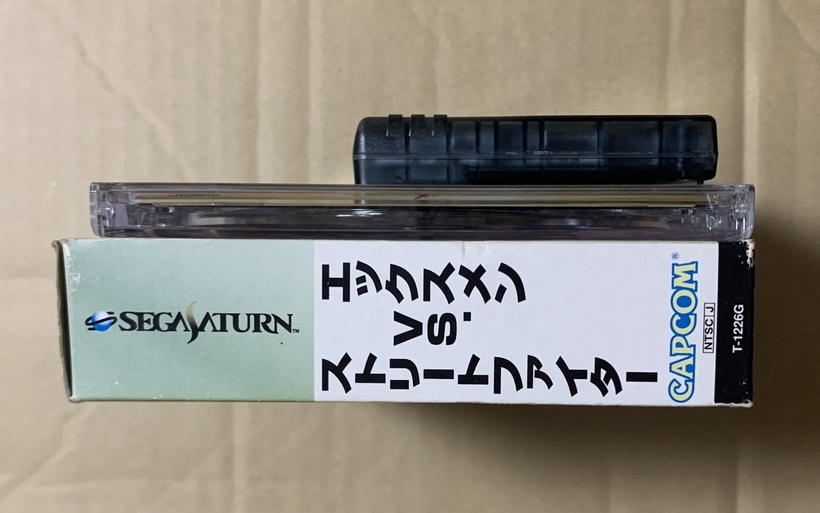 SEGA SATURN™
エックスメン
vs.
ストリートファイター
CAPCOM®
NTSC J
T-1226G